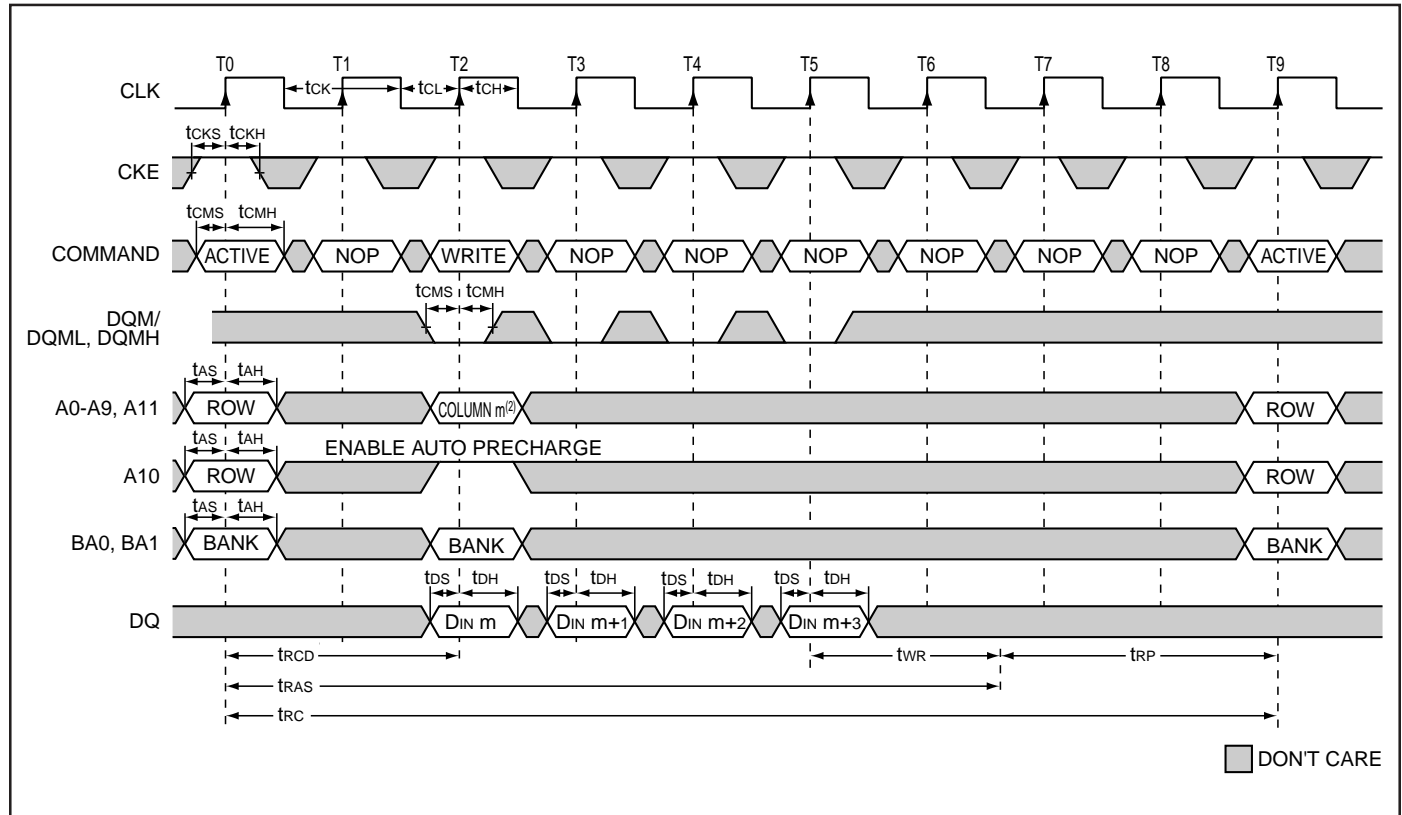 T0 T1 T2 T3 T4 T5 T6 T7 T8 T9
CLK tCK tCL tCH
tCKS tCKH
CKE
tCMS tCMH
COMMAND ACTIVE NOP WRITE NOP NOP NOP NOP NOP NOP ACTIVE
tCMS tCMH
DQM/
DQML, DQMH
tAS tAH
A0-A9, A11 ROW COLUMN m(2) ROW
tAS tAH ENABLE AUTO PRECHARGE
A10 ROW ROW
tAS tAH
BA0, BA1 BANK BANK BANK
tDS tDH tDS tDH tDS tDH tDS tDH
DQ DIN m DIN m+1 DIN m+2 DIN m+3
tRCD tWR tRP
tRAS
tRC
DON'T CARE